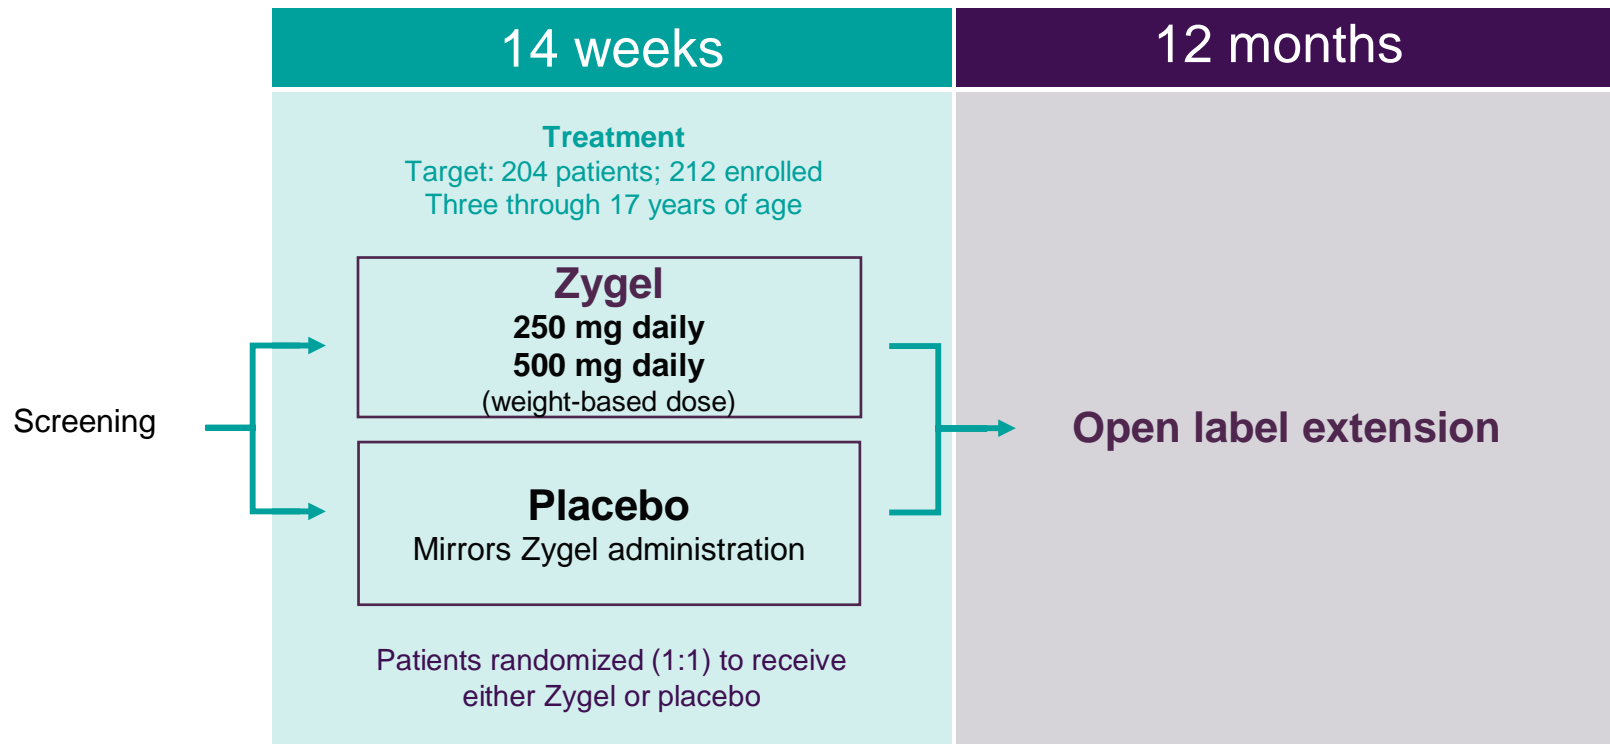 14 weeks
12 months
Treatment
Target: 204 patients; 212 enrolled
Three through 17 years of age
Zygel
250 mg daily
500 mg daily
(weight-based dose)
Screening
Placebo
Mirrors Zygel administration
Patients randomized (1:1) to receive
either Zygel or placebo
Open label extension